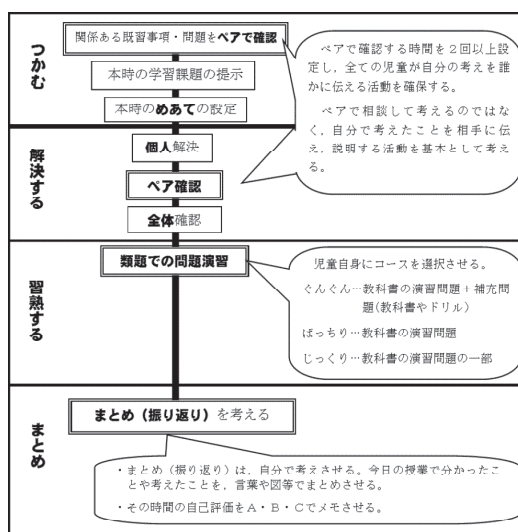 つかむ
関係ある既習事項・問題をペアで確認
本時の学習課題の提示
本時のめあての設定
ペアで確認する時間を2回以上設
定し，全ての児童が自分の考えを誰
かに伝える活動を確保する。
ペアで相談して考えるのではな
く，自分で考えたことを相手に伝
え，説明する活動を基本として考え
る。
解決する
個人解決
ペア確認
全体確認
習熟する
類題での問題演習
児童自身にコースを選択させる。
ぐんぐん…教科書の演習問題＋補充問
題(教科書やドリル)
ばっちり…教科書の演習問題
じっくり…教科書の演習問題の一部
まとめ
まとめ（振り返り）を考える
・まとめ（振り返り）は，自分で考えさせる。今日の授業で分かったこ
とや考えたことを，言葉や図等でまとめさせる。
・その時間の自己評価をＡ・Ｂ・Ｃでメモさせる。